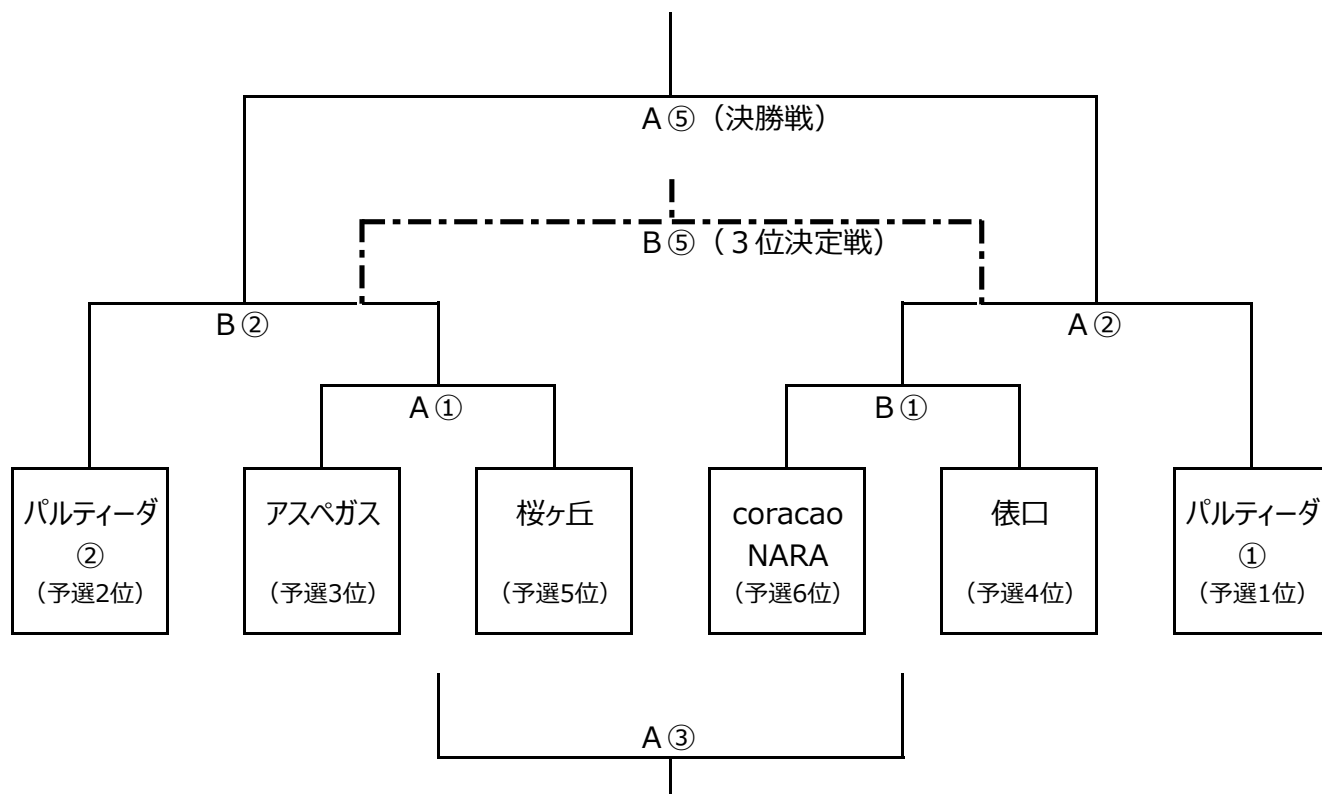 A⑤（決勝戦）
B⑤（３位決定戦）
B②
A②
A①
B①
パルティーダ
②
（予選2位）
アスペガス
（予選3位）
桜ヶ丘
（予選5位）
coracao
NARA
（予選6位）
俵口
（予選4位）
パルティーダ
①
（予選1位）
A③